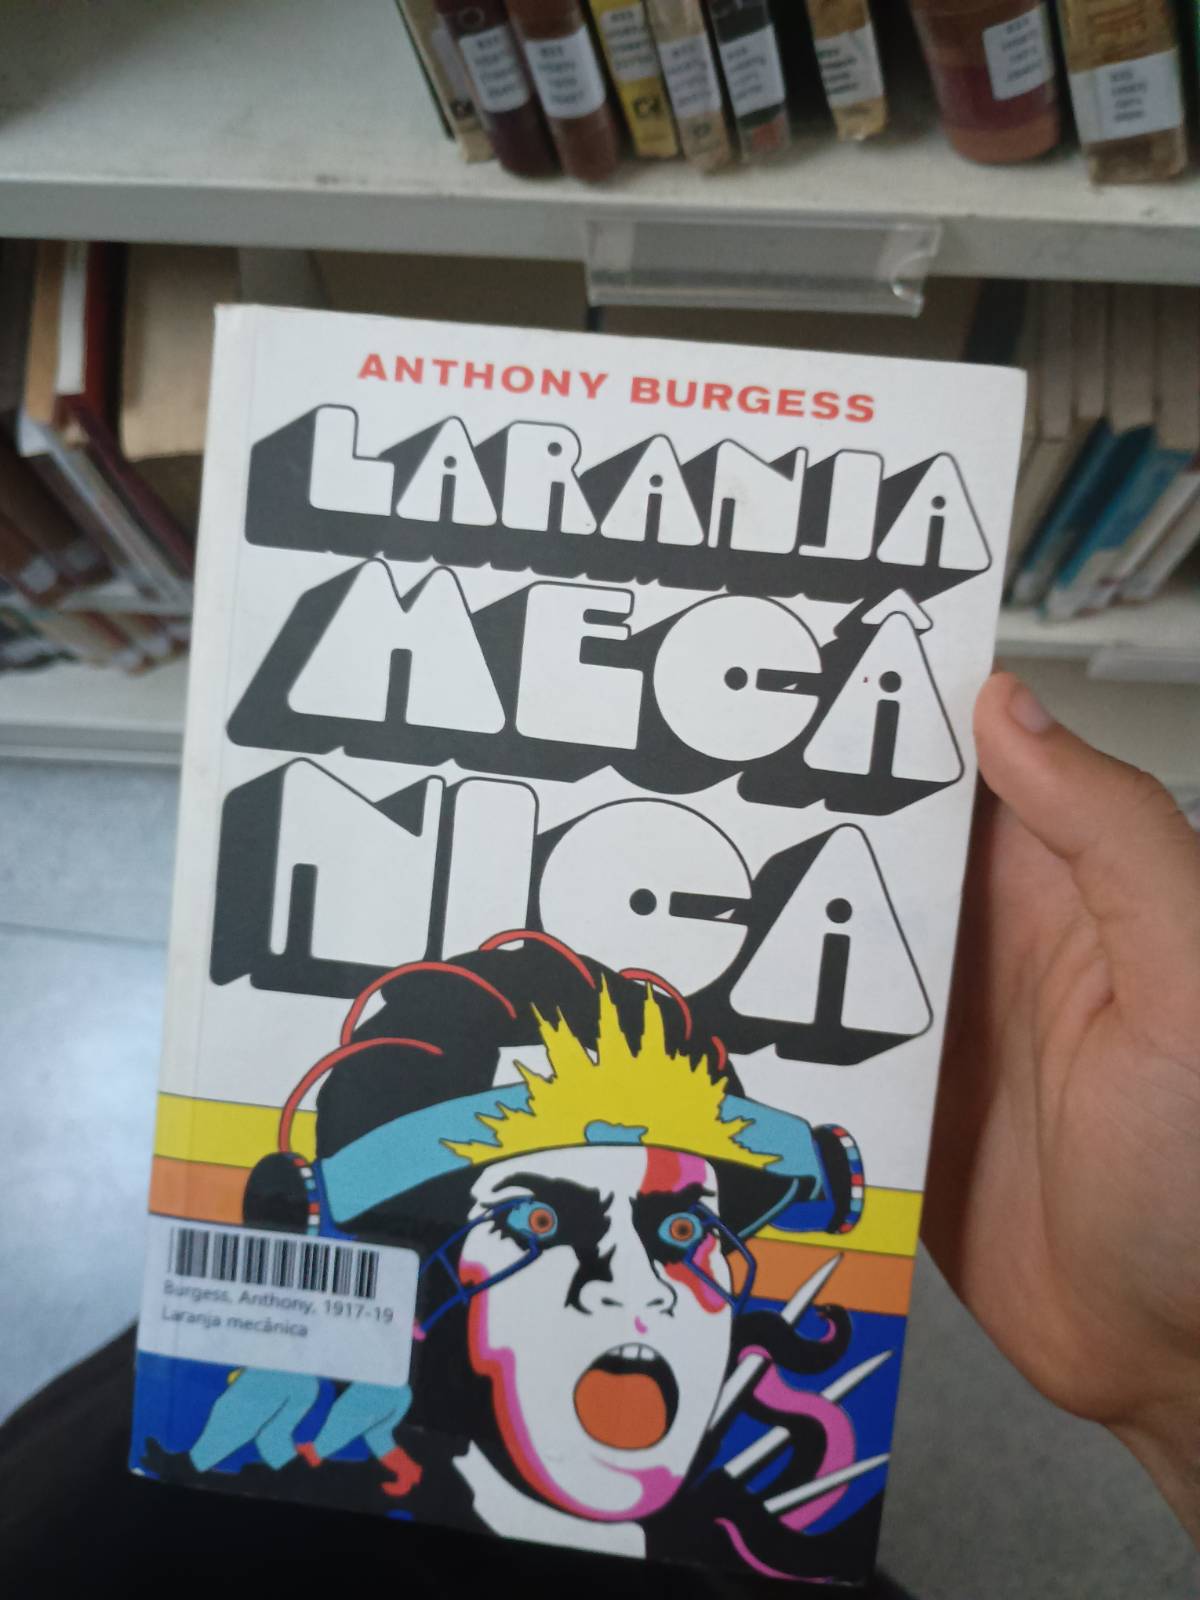 ANTHONY BURGESS
LARANJA
MECÂ
NICA
Burgess, Anthony, 1917-19
Laranja mecânica